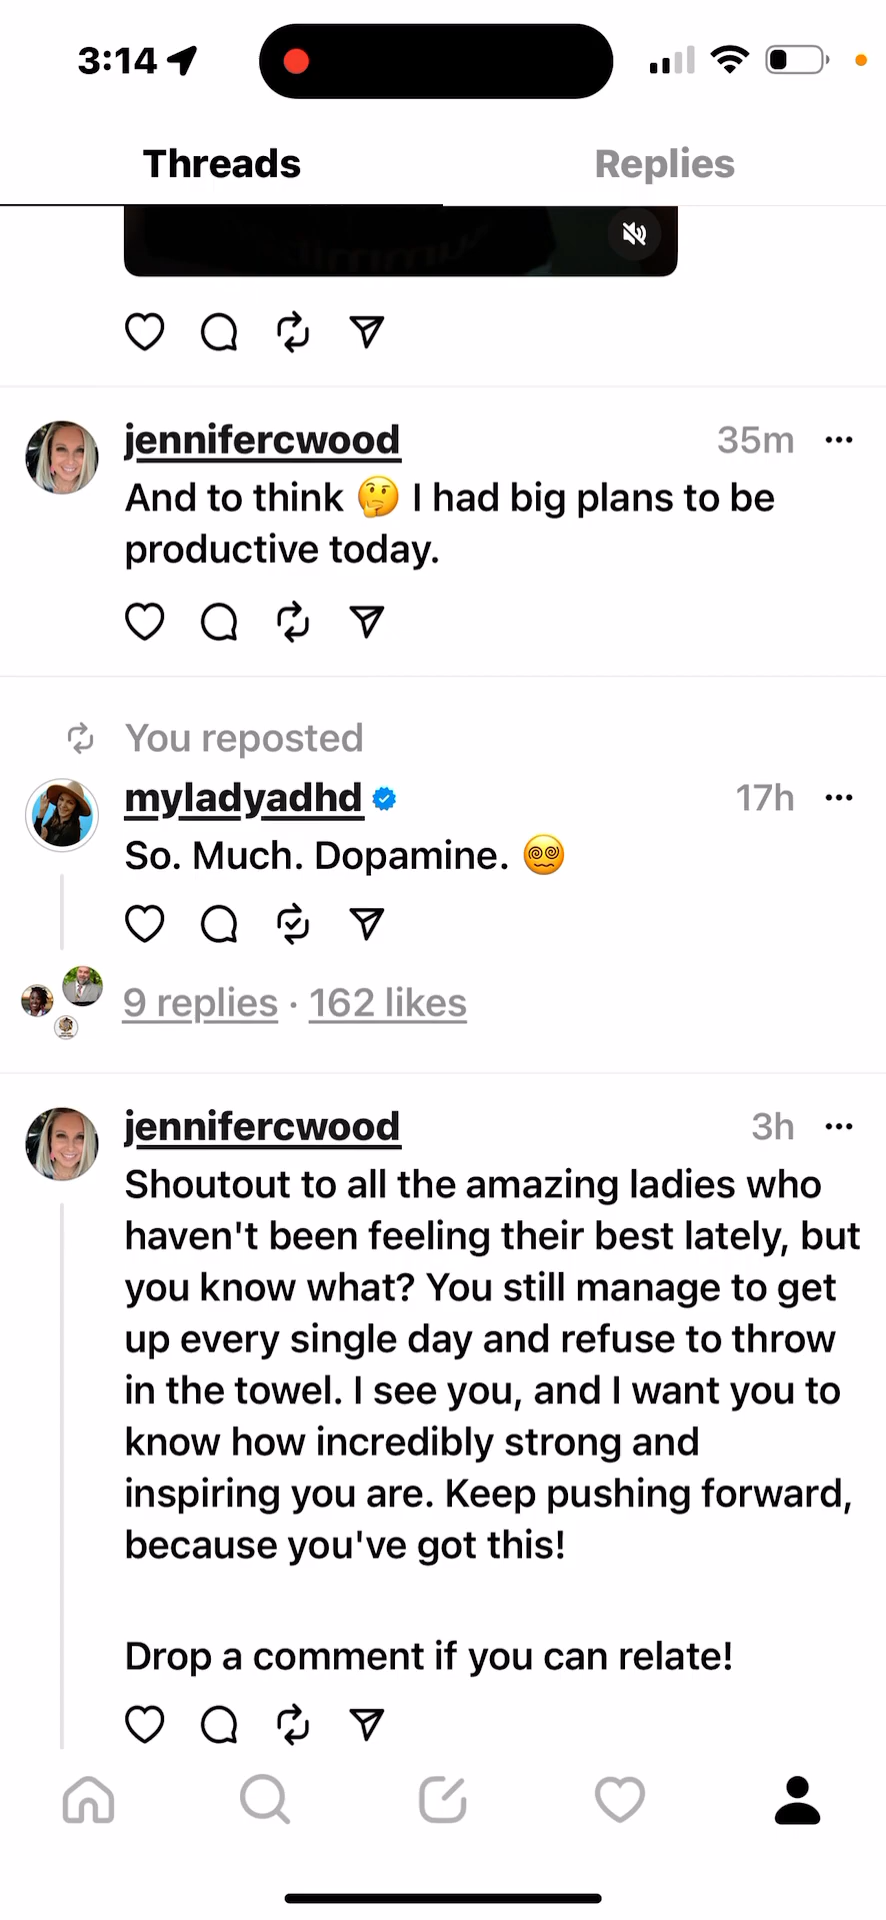 3:14
Threads
Replies
jennifercwood
35m
And to think 🤔 I had big plans to be
productive today.
You reposted
myladyadhd
17h
So. Much. Dopamine. 😵‍💫
9 replies · 162 likes
jennifercwood
3h
Shoutout to all the amazing ladies who
haven't been feeling their best lately, but
you know what? You still manage to get
up every single day and refuse to throw
in the towel. I see you, and I want you to
know how incredibly strong and
inspiring you are. Keep pushing forward,
because you've got this!
Drop a comment if you can relate!